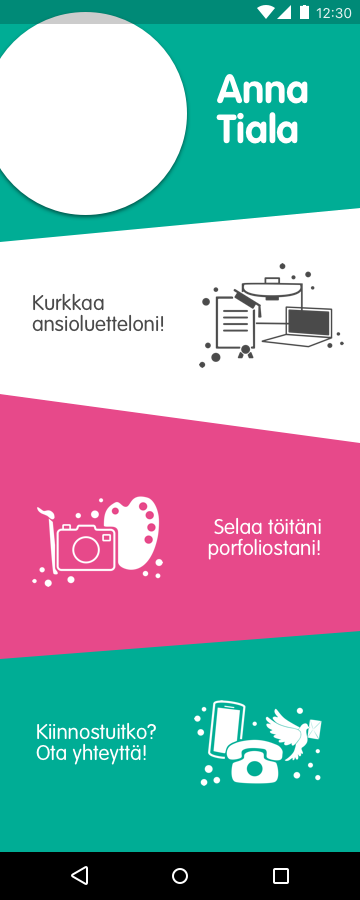 12:30
Anna
Tiala
Kurkkaa
ansioluetteloni!
Selaa töitäni
porfoliostani!
Kiinnostuitko?
Ota yhteyttä!